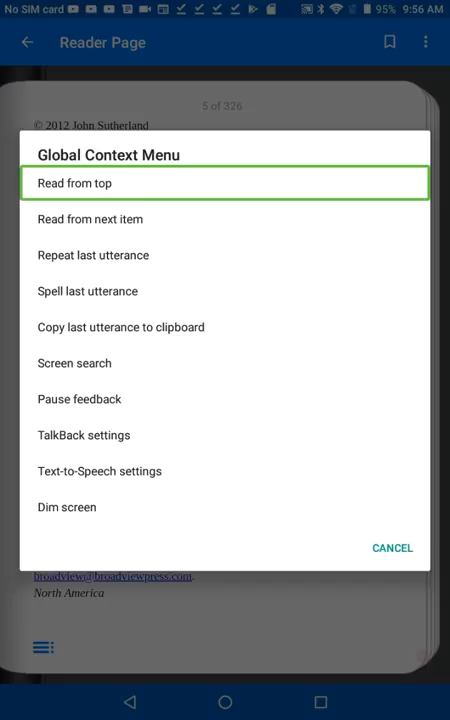 No SIM card
95% 9:56 AM
Reader Page
5 of 326
© 2012 John Sutherland
Global Context Menu
Read from top
Read from next item
Repeat last utterance
Spell last utterance
Copy last utterance to clipboard
Screen search
Pause feedback
TalkBack settings
Text-to-Speech settings
Dim screen
CANCEL
broadview@broadviewpress.com.
North America